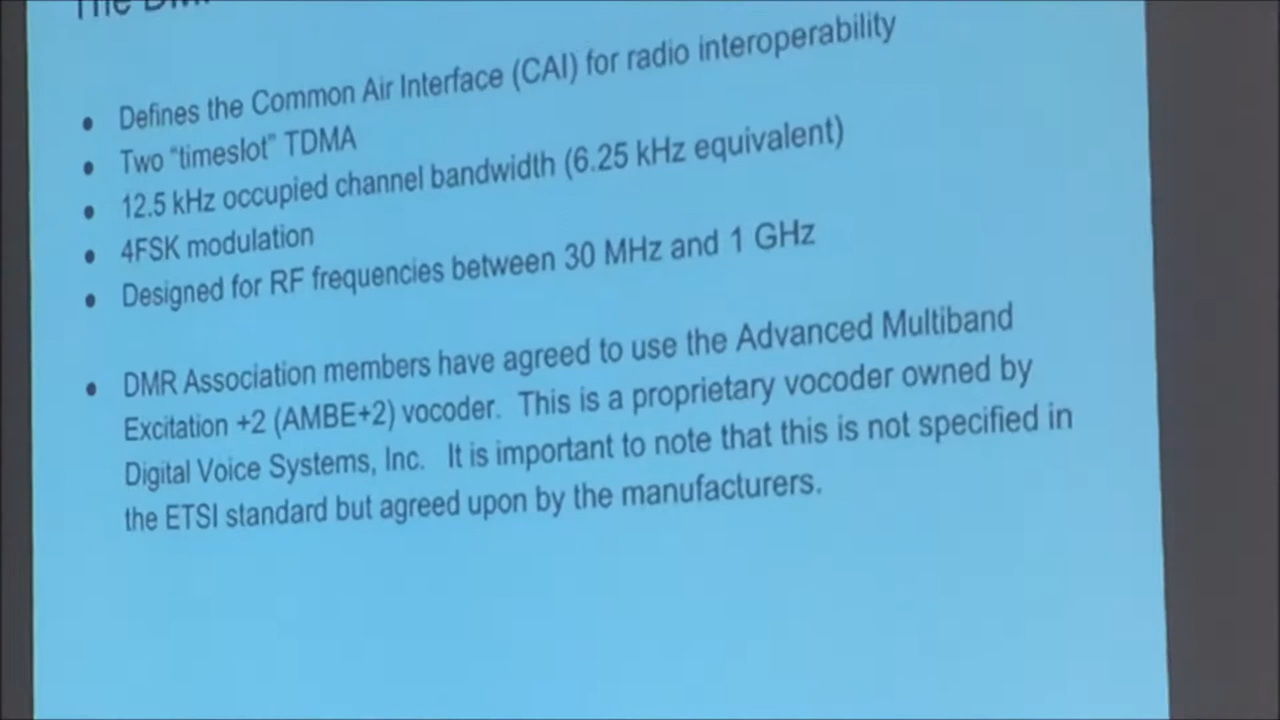 The
• Defines the Common Air Interface (CAI) for radio interoperability
• Two "timeslot" TDMA
• 12.5 kHz occupied channel bandwidth (6.25 kHz equivalent)
• 4FSK modulation
• Designed for RF frequencies between 30 MHz and 1 GHz
• DMR Association members have agreed to use the Advanced Multiband
Excitation +2 (AMBE+2) vocoder. This is a proprietary vocoder owned by
Digital Voice Systems, Inc. It is important to note that this is not specified in
the ETSI standard but agreed upon by the manufacturers.